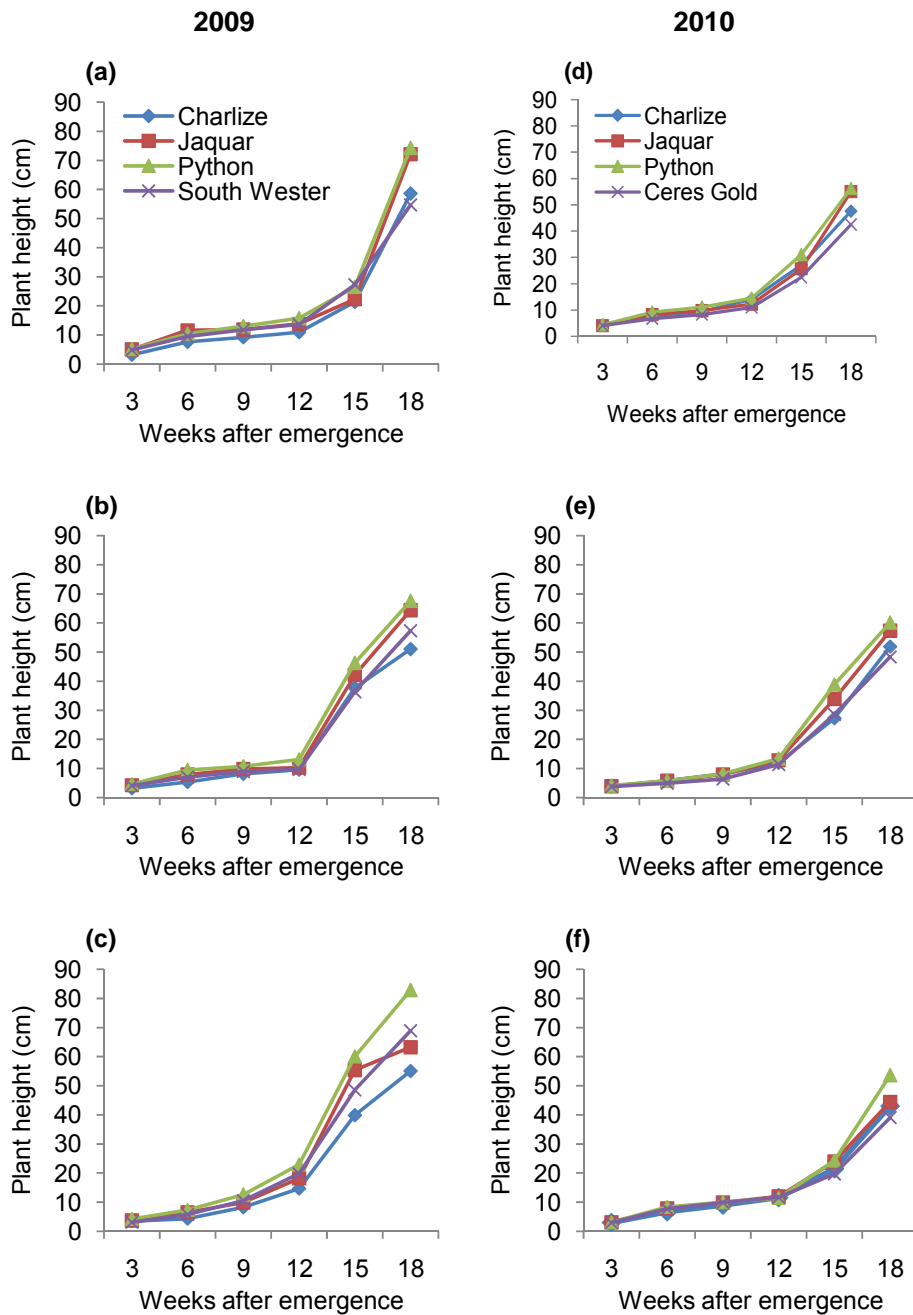 2009
2010
(a)
Plant height (cm)
90
80
70
60
50
40
30
20
10
0
Charlize
Jaquar
Python
South Wester
3 6 9 12 15 18
Weeks after emergence
(d)
Plant height (cm)
90
80
70
60
50
40
30
20
10
0
Charlize
Jaquar
Python
Ceres Gold
3 6 9 12 15 18
Weeks after emergence
(b)
Plant height (cm)
90
80
70
60
50
40
30
20
10
0
3 6 9 12 15 18
Weeks after emergence
(e)
Plant height (cm)
90
80
70
60
50
40
30
20
10
0
3 6 9 12 15 18
Weeks after emergence
(c)
Plant height (cm)
90
80
70
60
50
40
30
20
10
0
3 6 9 12 15 18
Weeks after emergence
(f)
Plant height (cm)
90
80
70
60
50
40
30
20
10
0
3 6 9 12 15 18
Weeks after emergence